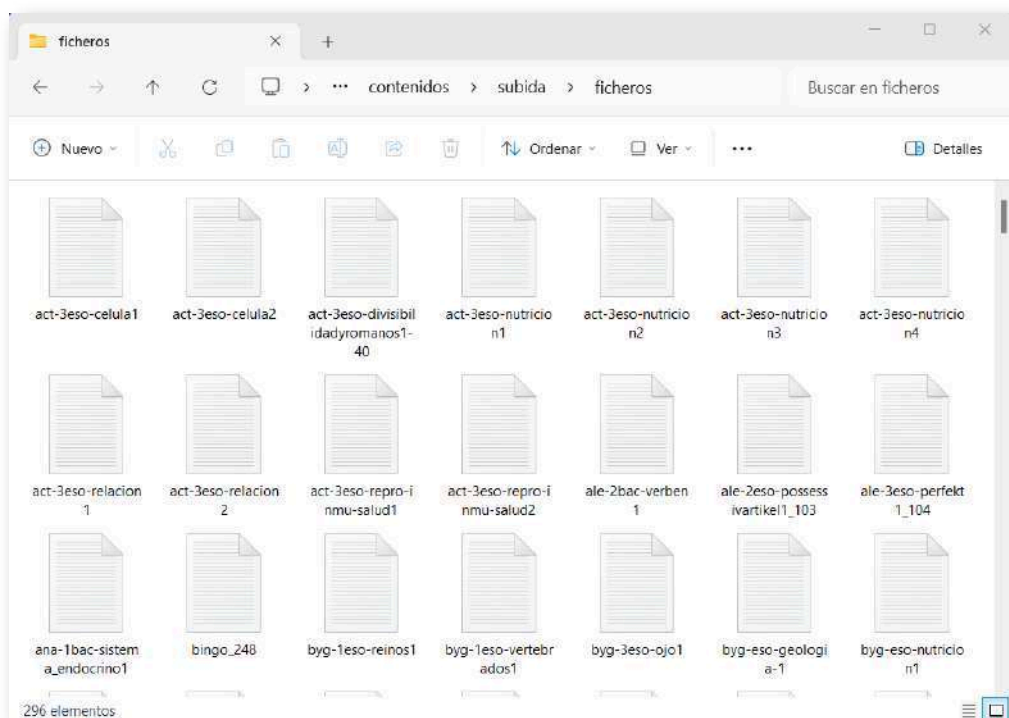 ficheros
contenidos > subida > ficheros
Buscar en ficheros
Nuevo
Ordenar
Ver
Detalles
act-3eso-celula1
act-3eso-celula2
act-3eso-divisibil
idadyromanos1-
40
act-3eso-nutricio
n1
act-3eso-nutricio
n2
act-3eso-nutricio
n3
act-3eso-nutricio
n4
act-3eso-relacion
1
act-3eso-relacion
2
act-3eso-repro-i
nmu-salud1
act-3eso-repro-i
nmu-salud2
ale-2bac-verben
1
ale-2eso-possess
ivartikel1_103
ale-3eso-perfekt
1_104
ana-1bac-sistem
a_endocrino1
bingo_248
byg-1eso-reinos1
byg-1eso-vertebr
ados1
byg-3eso-ojo1
byg-eso-geologi
a-1
byg-eso-nutricio
n1
296 elementos